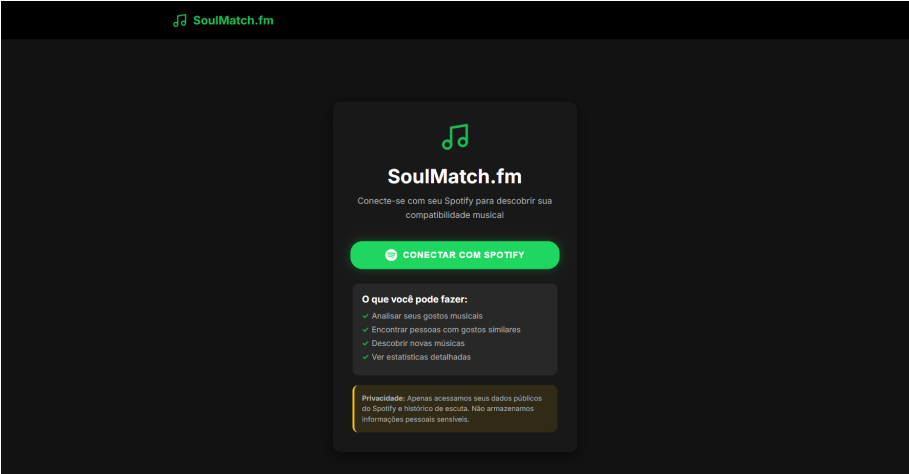 SoulMatch.fm
SoulMatch.fm
Conecte-se com seu Spotify para descobrir sua
compatibilidade musical
CONECTAR COM SPOTIFY
O que você pode fazer:
✓ Analisar seus gostos musicais
✓ Encontrar pessoas com gostos similares
✓ Descobrir novas músicas
✓ Ver estatísticas detalhadas
Privacidade: Apenas acessamos seus dados públicos
do Spotify e histórico de escuta. Não armazenamos
informações pessoais sensíveis.